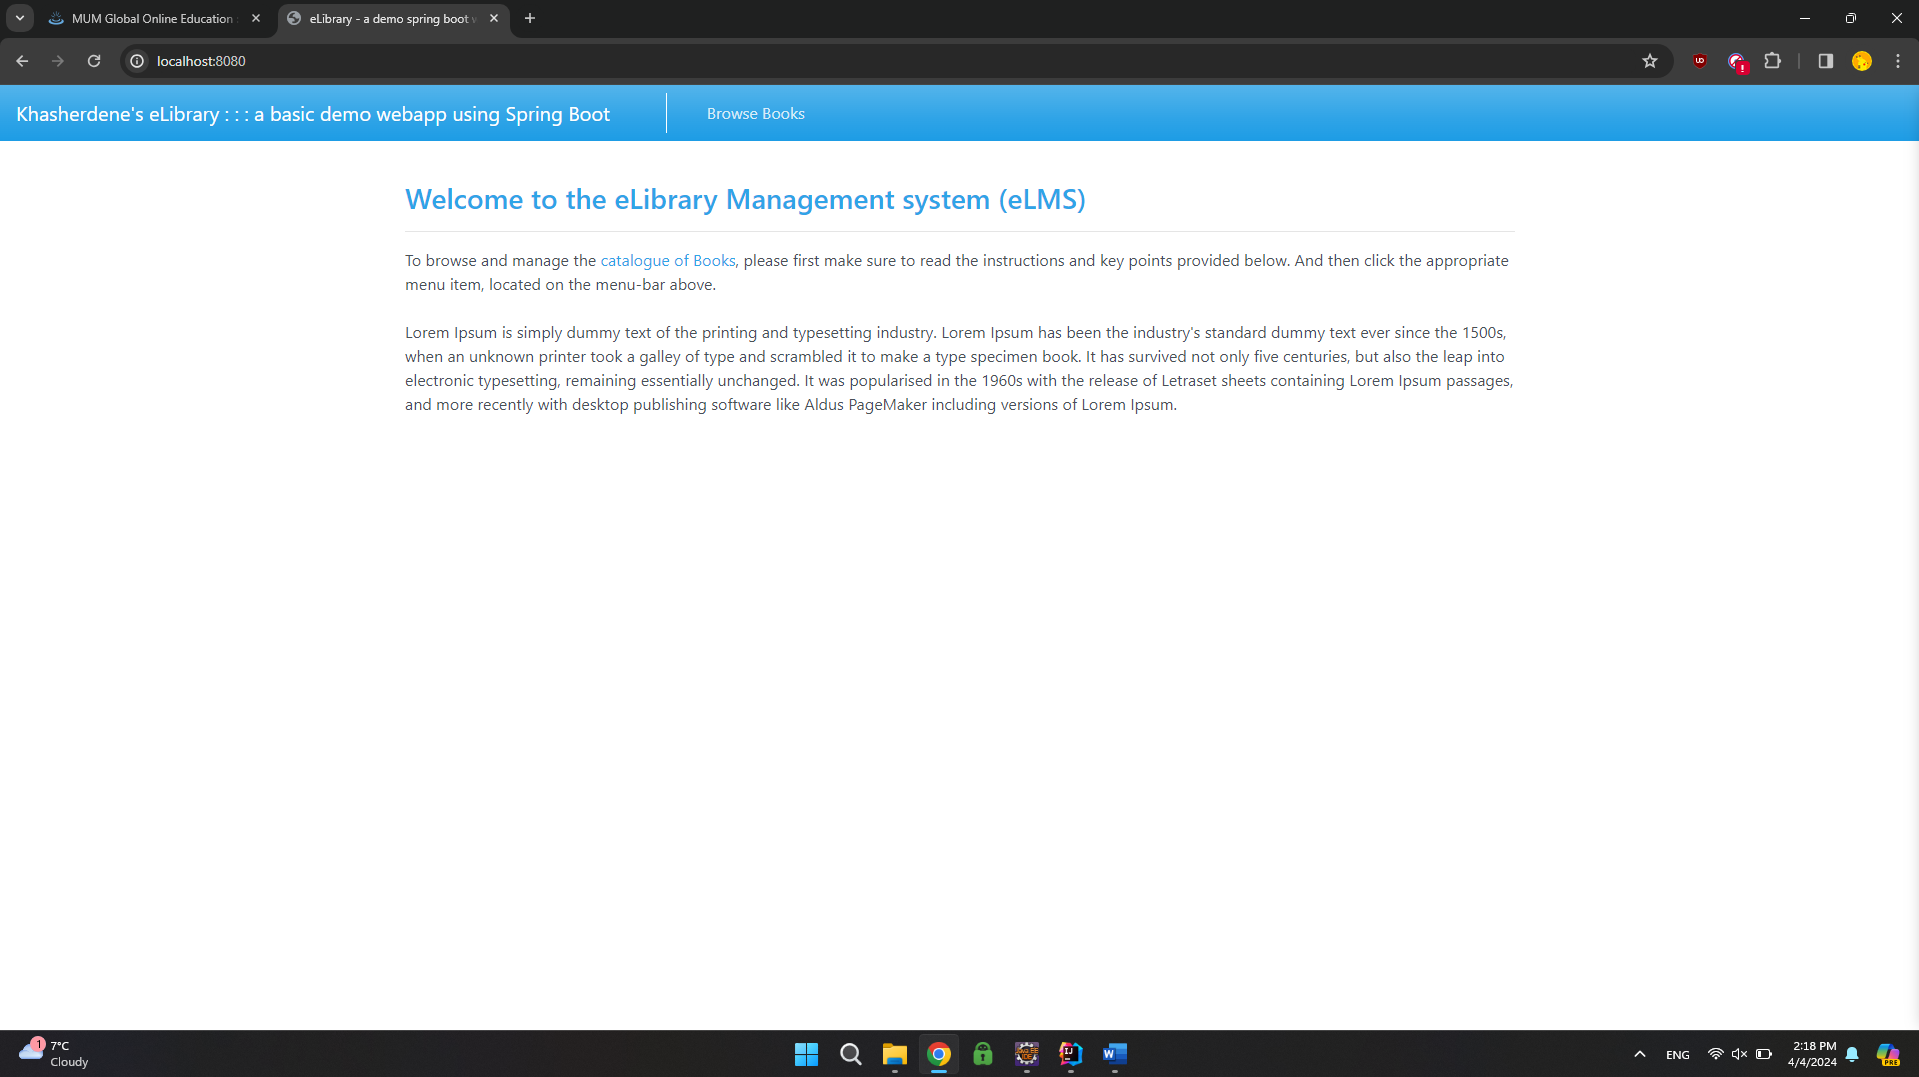 MUM Global Online Education
eLibrary - a demo spring boot
localhost:8080
Khasherdene's eLibrary : : : a basic demo webapp using Spring Boot
Browse Books
Welcome to the eLibrary Management system (eLMS)
To browse and manage the catalogue of Books, please first make sure to read the instructions and key points provided below. And then click the appropriate
menu item, located on the menu-bar above.
Lorem Ipsum is simply dummy text of the printing and typesetting industry. Lorem Ipsum has been the industry's standard dummy text ever since the 1500s,
when an unknown printer took a galley of type and scrambled it to make a type specimen book. It has survived not only five centuries, but also the leap into
electronic typesetting, remaining essentially unchanged. It was popularised in the 1960s with the release of Letraset sheets containing Lorem Ipsum passages,
and more recently with desktop publishing software like Aldus PageMaker including versions of Lorem Ipsum.
1
7°C
Cloudy
ENG
2:18 PM
4/4/2024
PRE